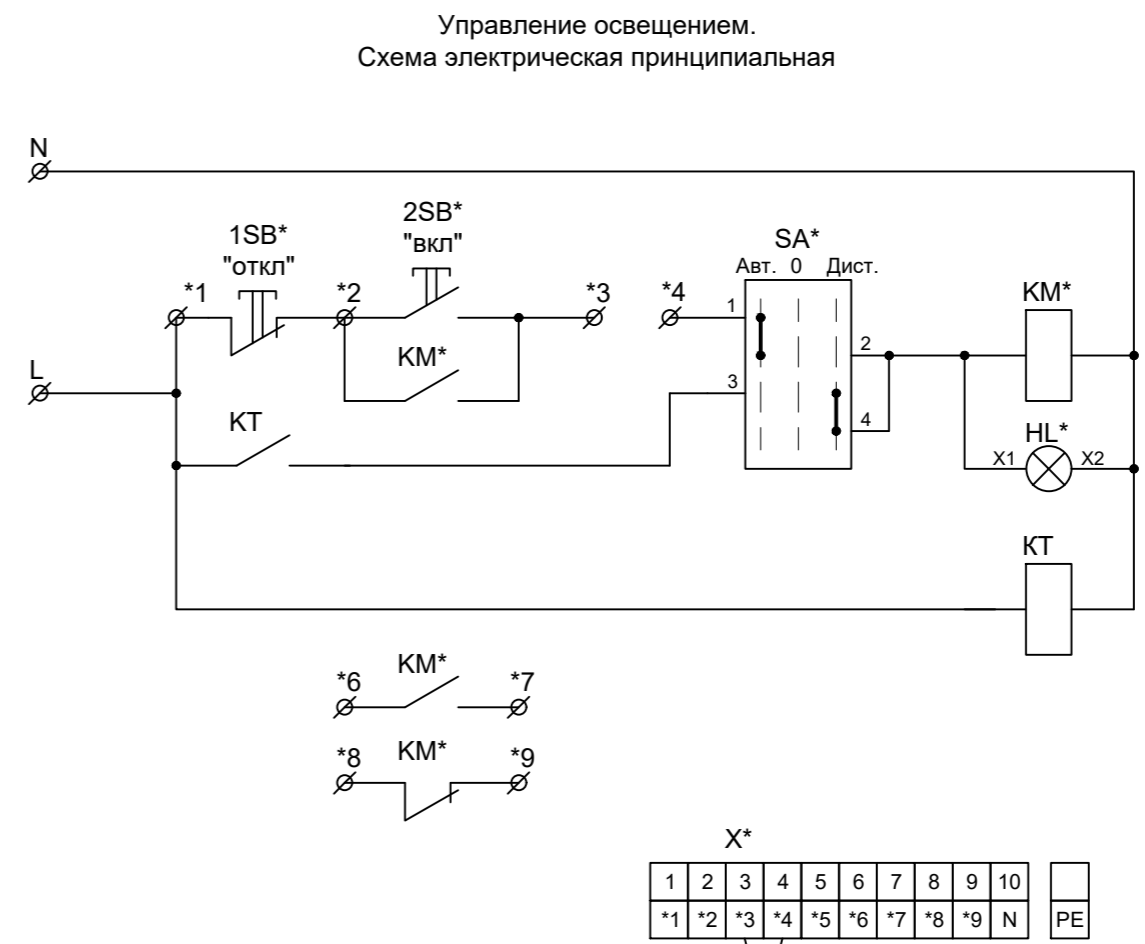 Управление освещением.
Схема электрическая принципиальная
N
1SB*
"откл"
2SB*
"вкл"
SA*
Авт. 0 Дист.
*1
*2
*3
*4
1
KM*
L
KM*
2
3
KT
4
HL*
X1
X2
KT
*6
KM*
*7
*8
KM*
*9
X*
1 2 3 4 5 6 7 8 9 10
*1 *2 *3 *4 *5 *6 *7 *8 *9 N PE